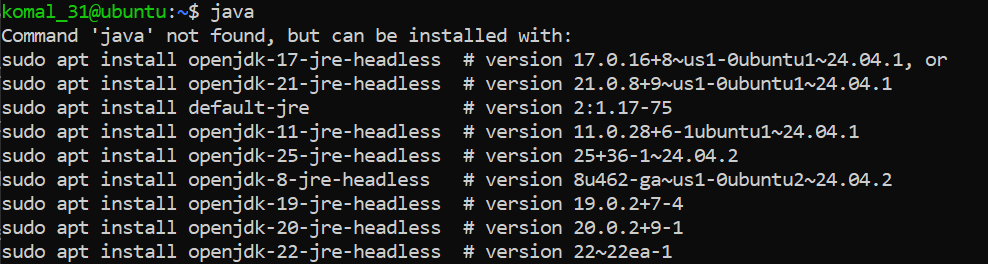 komal_31@ubuntu:~$ java
Command 'java' not found, but can be installed with:
sudo apt install openjdk-17-jre-headless  # version 17.0.16+8~us1-0ubuntu1~24.04.1, or
sudo apt install openjdk-21-jre-headless  # version 21.0.8+9~us1-0ubuntu1~24.04.1
sudo apt install default-jre              # version 2:1.17-75
sudo apt install openjdk-11-jre-headless  # version 11.0.28+6-1ubuntu1~24.04.1
sudo apt install openjdk-25-jre-headless  # version 25+36-1~24.04.2
sudo apt install openjdk-8-jre-headless   # version 8u462-ga~us1-0ubuntu2~24.04.2
sudo apt install openjdk-19-jre-headless  # version 19.0.2+7-4
sudo apt install openjdk-20-jre-headless  # version 20.0.2+9-1
sudo apt install openjdk-22-jre-headless  # version 22~22ea-1